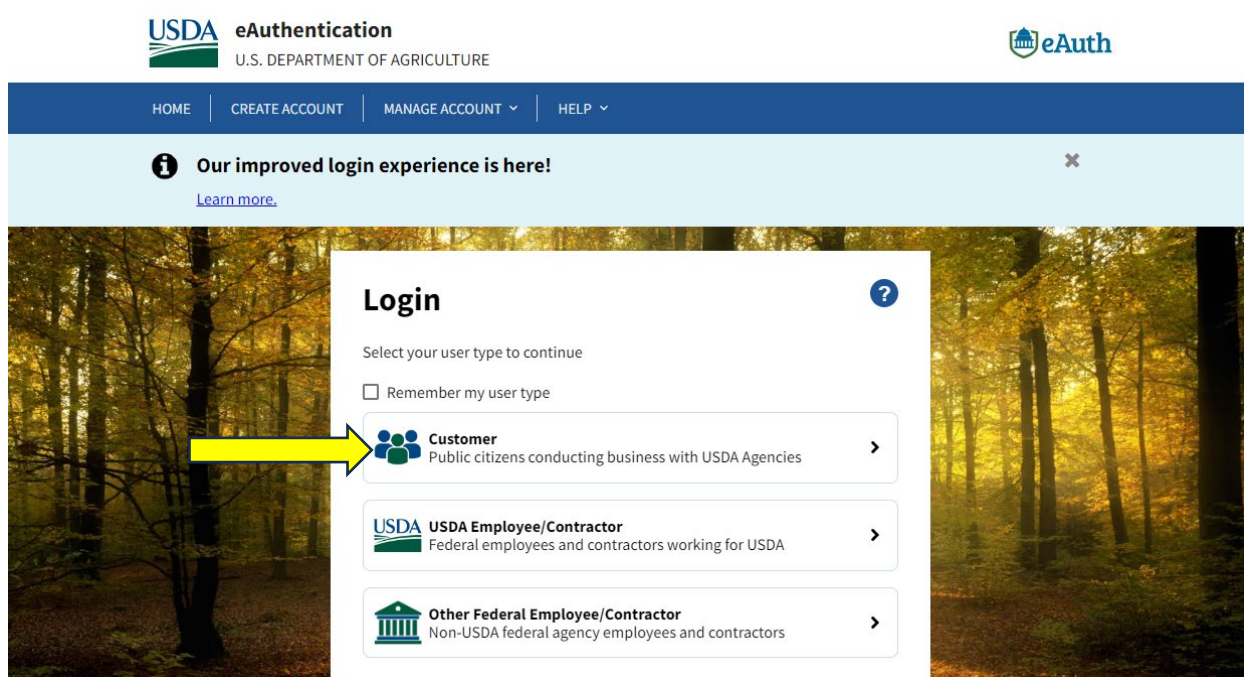 USDA
eAuthentication
U.S. DEPARTMENT OF AGRICULTURE
eAuth
HOME
CREATE ACCOUNT
MANAGE ACCOUNT
HELP
Our improved login experience is here!
Learn more.
Login
Select your user type to continue
Remember my user type
Customer
Public citizens conducting business with USDA Agencies
USDA
USDA Employee/Contractor
Federal employees and contractors working for USDA
Other Federal Employee/Contractor
Non-USDA federal agency employees and contractors